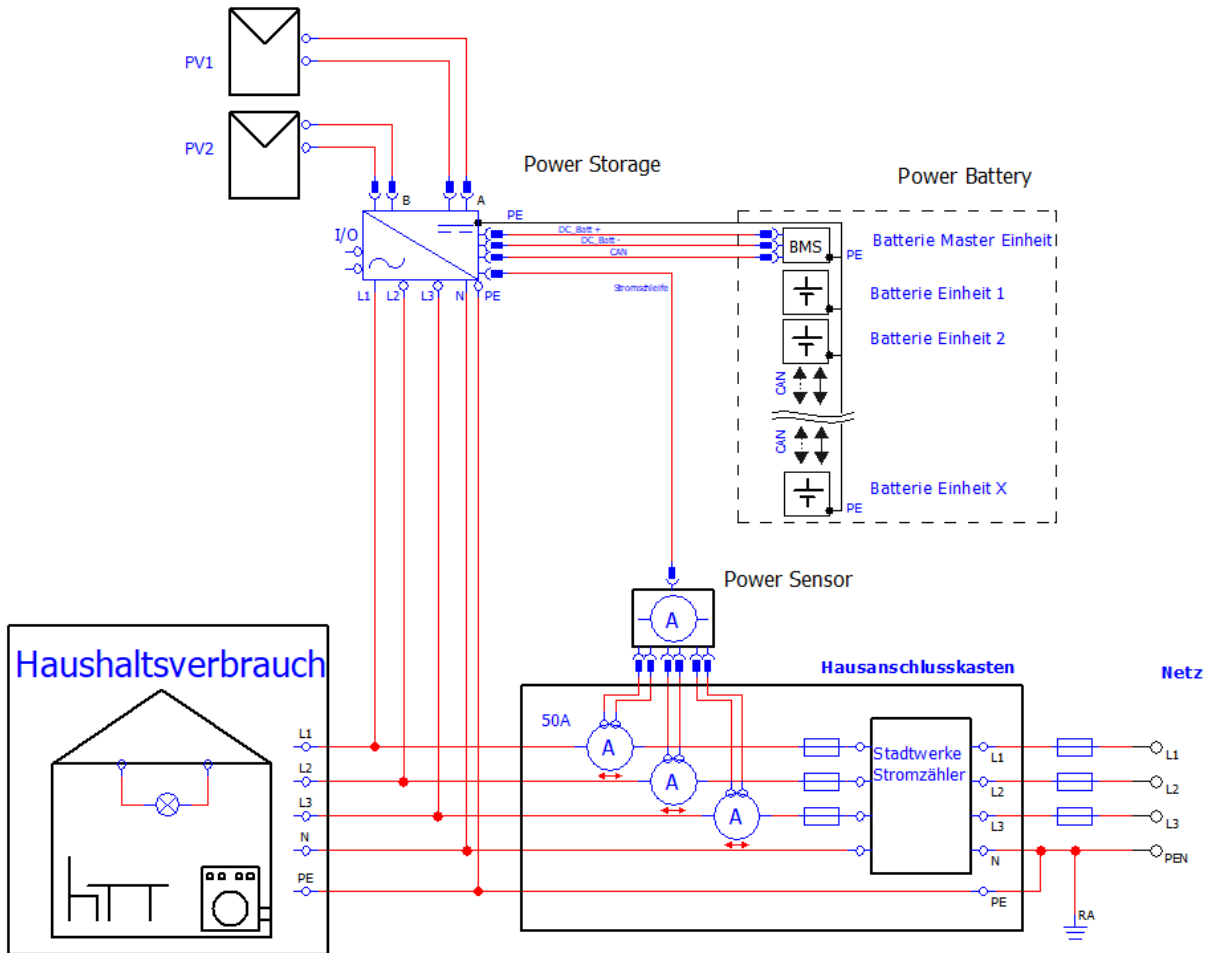 PV1
PV2
Power Storage
Power Battery
B
A
PE
I/O
DC_Batt +
DC_Batt -
CAN
Stromschleife
L1
L2
L3
N
PE
BMS
Batterie Master Einheit
PE
Batterie Einheit 1
Batterie Einheit 2
CAN
CAN
Batterie Einheit X
PE
Power Sensor
A
Haushaltsverbrauch
Hausanschlusskasten
Netz
50A
L1
A
L1
L1
L2
A
L2
L2
L3
A
L3
L3
Stadtwerke
Stromzähler
N
N
PEN
PE
PE
RA